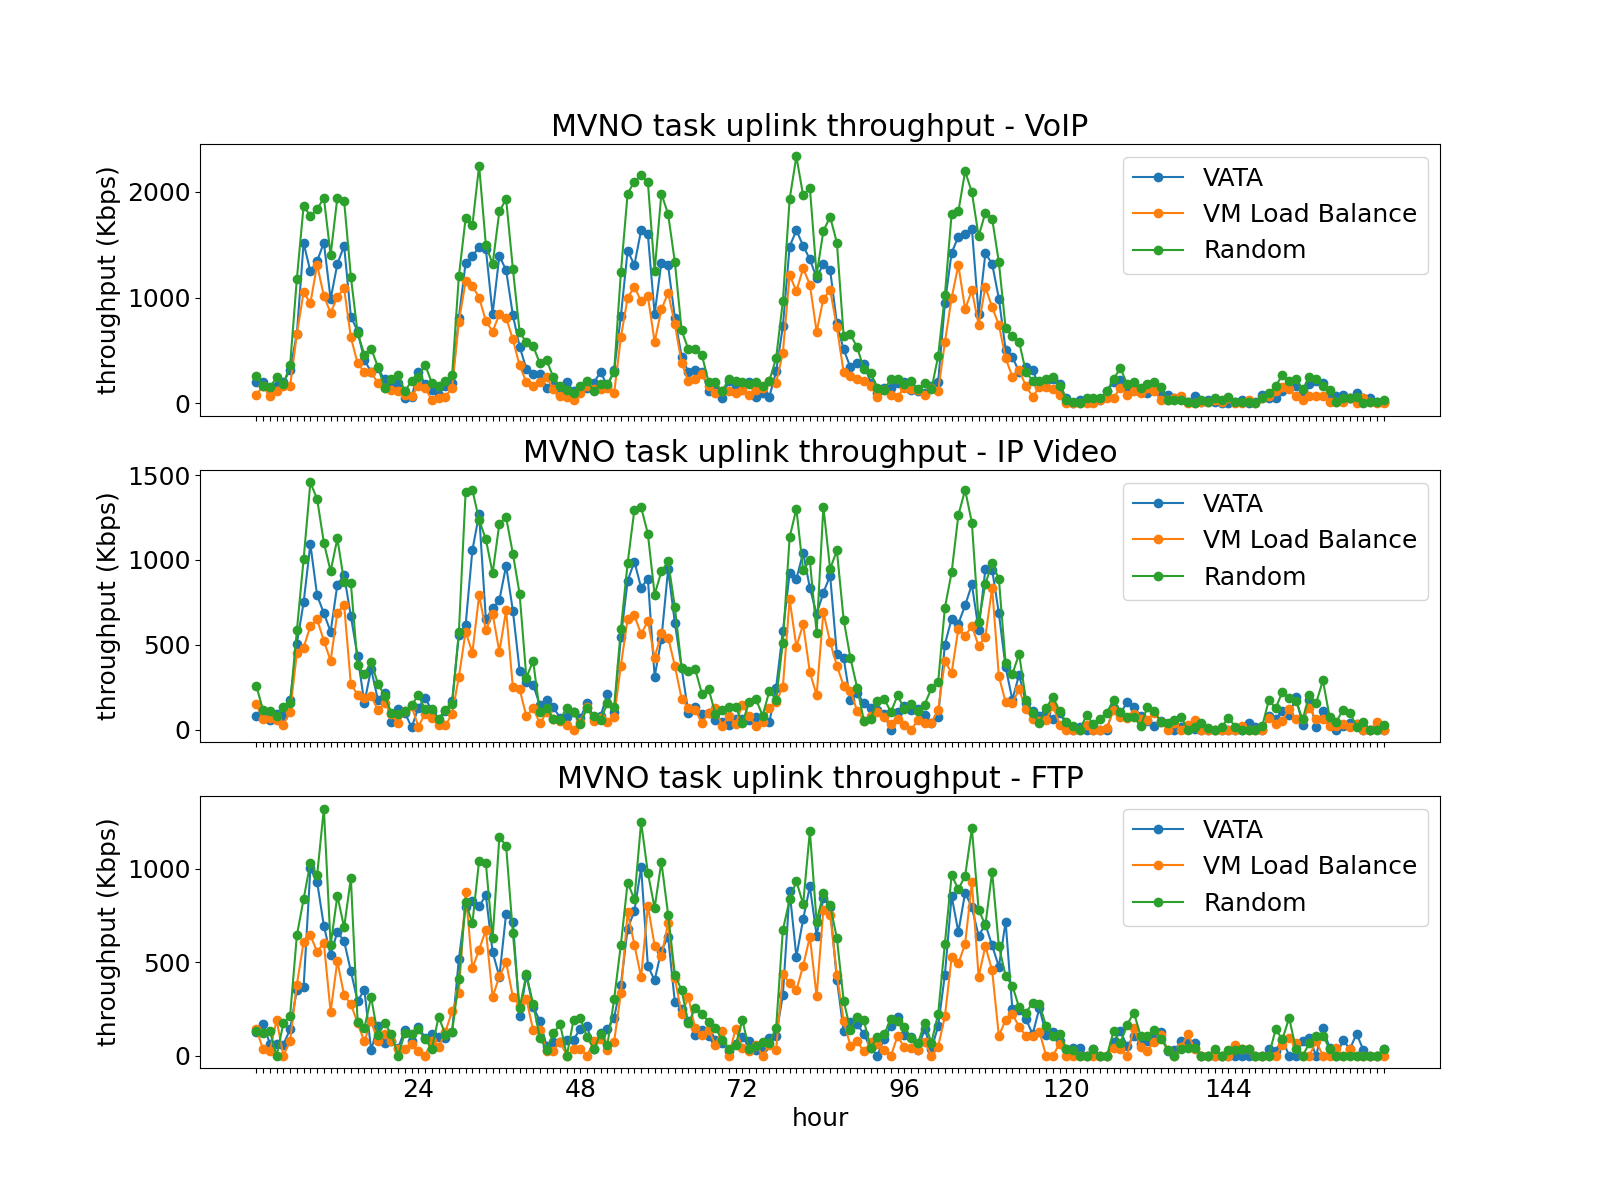 MVNO task uplink throughput - VoIP
throughput (Kbps)
2000
1000
0
VATA
VM Load Balance
Random
MVNO task uplink throughput - IP Video
throughput (Kbps)
1500
1000
500
0
VATA
VM Load Balance
Random
MVNO task uplink throughput - FTP
throughput (Kbps)
1000
500
0
VATA
VM Load Balance
Random
24 48 72 96 120 144
hour